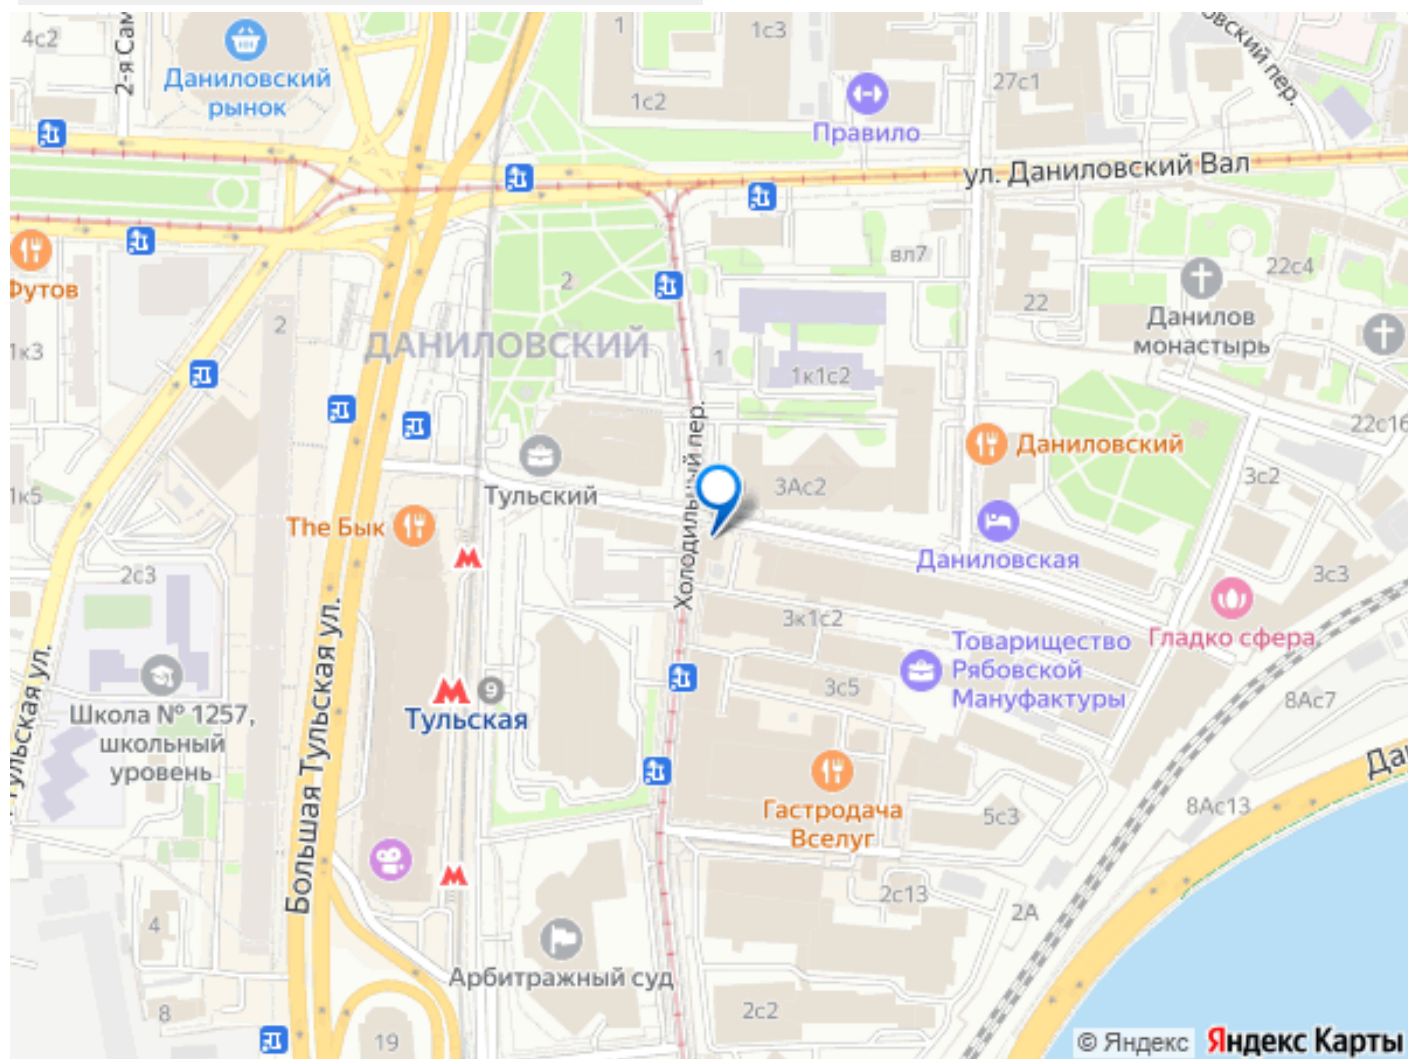 4с2
2-я Сам
Даниловский
рынок
1
1с3
1с2
Правило
27с1
овский пер.
ул. Даниловский Вал
Футов
2
ДАНИЛОВСКИЙ
2
вл7
22
22с4
Данилов
монастырь
1к3
1
1к1с2
22с16
Холодильный пер.
Даниловский
3с2
1к5
Тульский
3Ас2
The Бык
Даниловская
2с3
3с3
3к1с2
Гладко сфера
Товарищество
Рябовской
Мануфактуры
3с5
8Ас7
Тульская
9
Школа № 1257,
школьный
уровень
Тульская ул.
Большая Тульская ул.
Гастродача
Вселуг
5с3
8Ас13
Да
2с13
2А
4
Арбитражный суд
8
19
2с2
© Яндекс Яндекс Карты